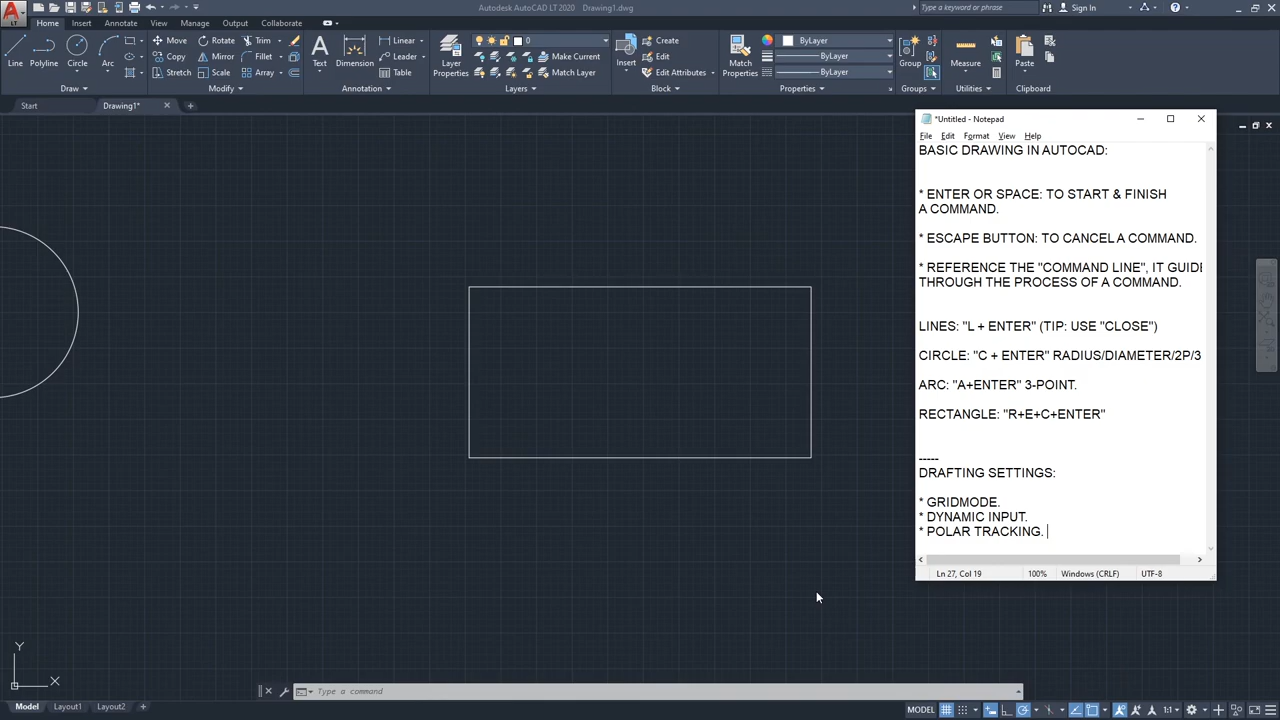 LT
Autodesk AutoCAD LT 2020 Drawing1.dwg
Type a keyword or phrase
Sign In
Home Insert Annotate View Manage Output Collaborate
Line Polyline Circle Arc
Move Rotate Trim
Copy Mirror Fillet
Stretch Scale Array
Text Dimension
Linear
Leader
Table
Layer Properties
0
Make Current
Match Layer
Insert
Create
Edit
Edit Attributes
Match Properties
ByLayer
ByLayer
ByLayer
Group Measure Paste
Draw Modify Annotation Layers Block Properties Groups Utilities Clipboard
Start Drawing1*
*Untitled - Notepad
File Edit Format View Help
BASIC DRAWING IN AUTOCAD:
* ENTER OR SPACE: TO START & FINISH
A COMMAND.
* ESCAPE BUTTON: TO CANCEL A COMMAND.
* REFERENCE THE "COMMAND LINE", IT GUIDE
THROUGH THE PROCESS OF A COMMAND.
LINES: "L + ENTER" (TIP: USE "CLOSE")
CIRCLE: "C + ENTER" RADIUS/DIAMETER/2P/3
ARC: "A+ENTER" 3-POINT.
RECTANGLE: "R+E+C+ENTER"
-----
DRAFTING SETTINGS:
* GRIDMODE.
* DYNAMIC INPUT.
* POLAR TRACKING.
Ln 27, Col 19 100% Windows (CRLF) UTF-8
Y
X
Type a command
Model Layout1 Layout2
MODEL 1:1